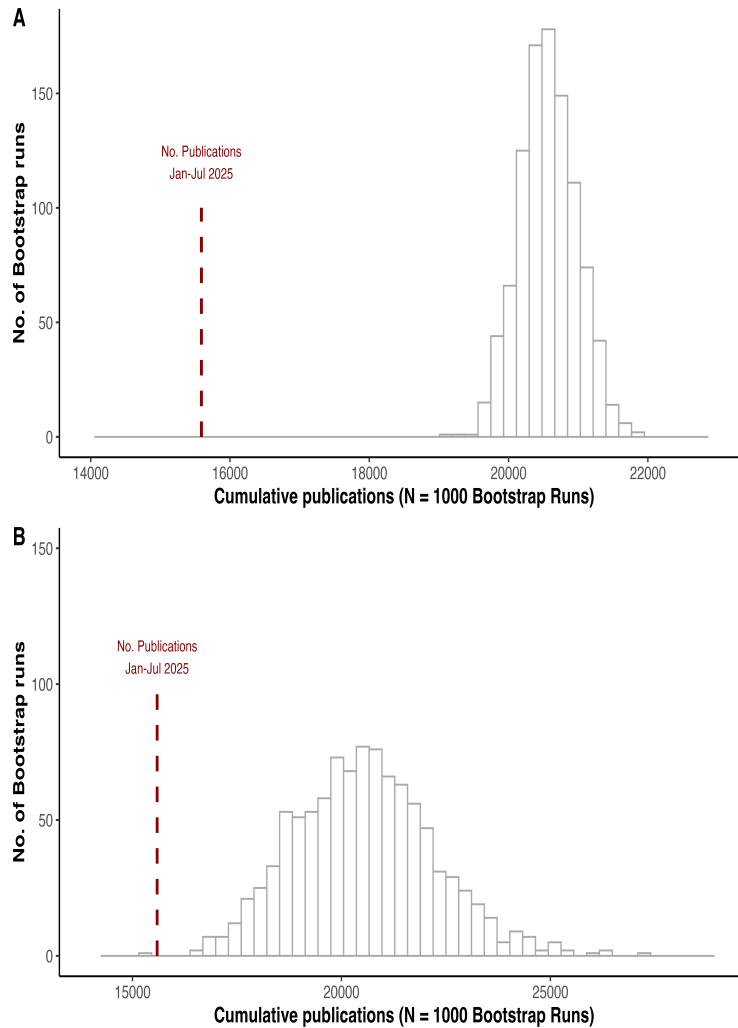 A
No. of Bootstrap runs
150
100
50
0
No. Publications
Jan-Jul 2025
14000 16000 18000 20000 22000
Cumulative publications (N = 1000 Bootstrap Runs)
B
No. of Bootstrap runs
150
100
50
0
No. Publications
Jan-Jul 2025
15000 20000 25000
Cumulative publications (N = 1000 Bootstrap Runs)